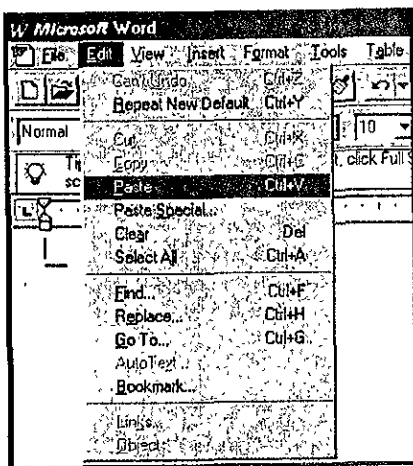 W Microsoft Word
File Edit View Insert Format Tools Table
Can't Undo Ctrl+Z
Repeat New Default Ctrl+Y
Normal 10
Cut Ctrl+X
Copy Ctrl+C
t, click Full
Paste Ctrl+V
Paste Special...
Clear Del
Select All Ctrl+A
Find... Ctrl+F
Replace... Ctrl+H
Go To... Ctrl+G
AutoText...
Bookmark...
Links...
Object